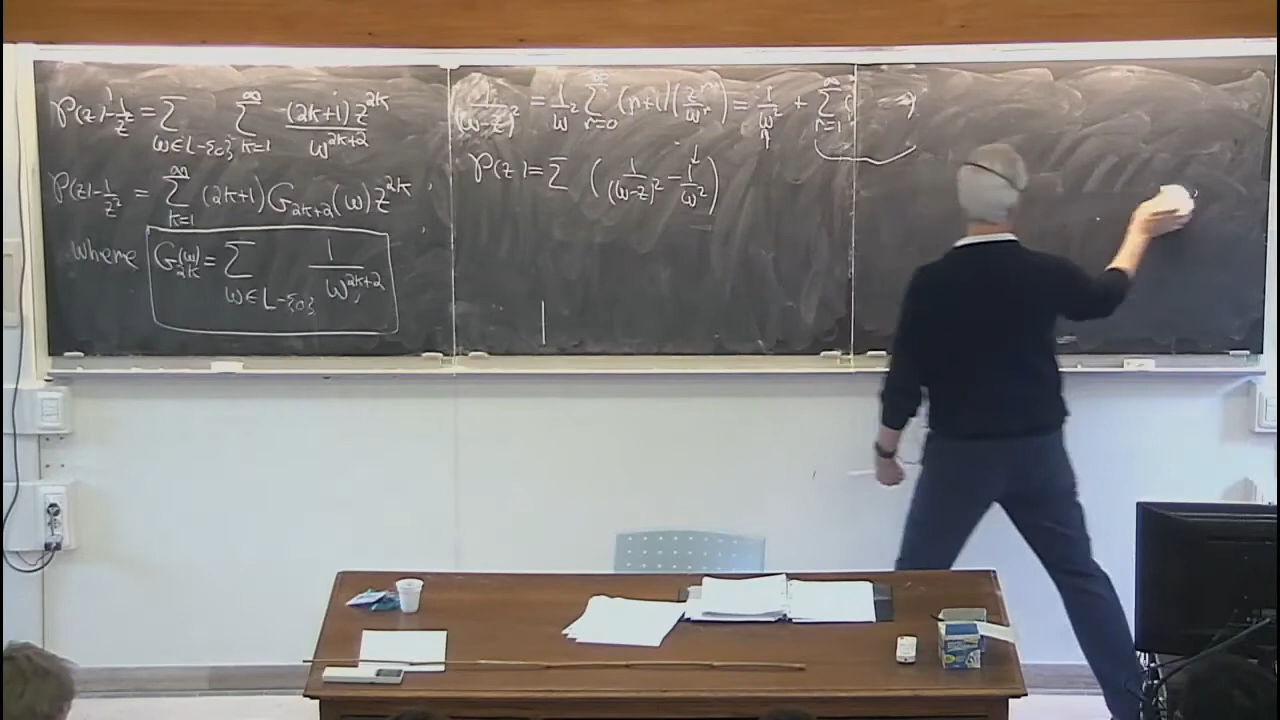 ℘(z) - 1/z² = Σ_{ω∈L-{0}} Σ_{k=1}^{∞} (2k+1)z^{2k}/ω^{2k+2}
℘(z) - 1/z² = Σ_{k=1}^{∞} (2k+1)G_{2k+2}(ω)z^{2k},
where G_{2k}(ω) = Σ_{ω∈L-{0}} 1/ω^{2k+2},
1/(ω-z)² = 1/ω² Σ_{n=0}^{∞} (n+1)(z^n/ω^n) = 1/ω² + Σ_{n=1}^{∞} ( → )
℘(z) = Σ (1/(ω-z)² - 1/ω²)